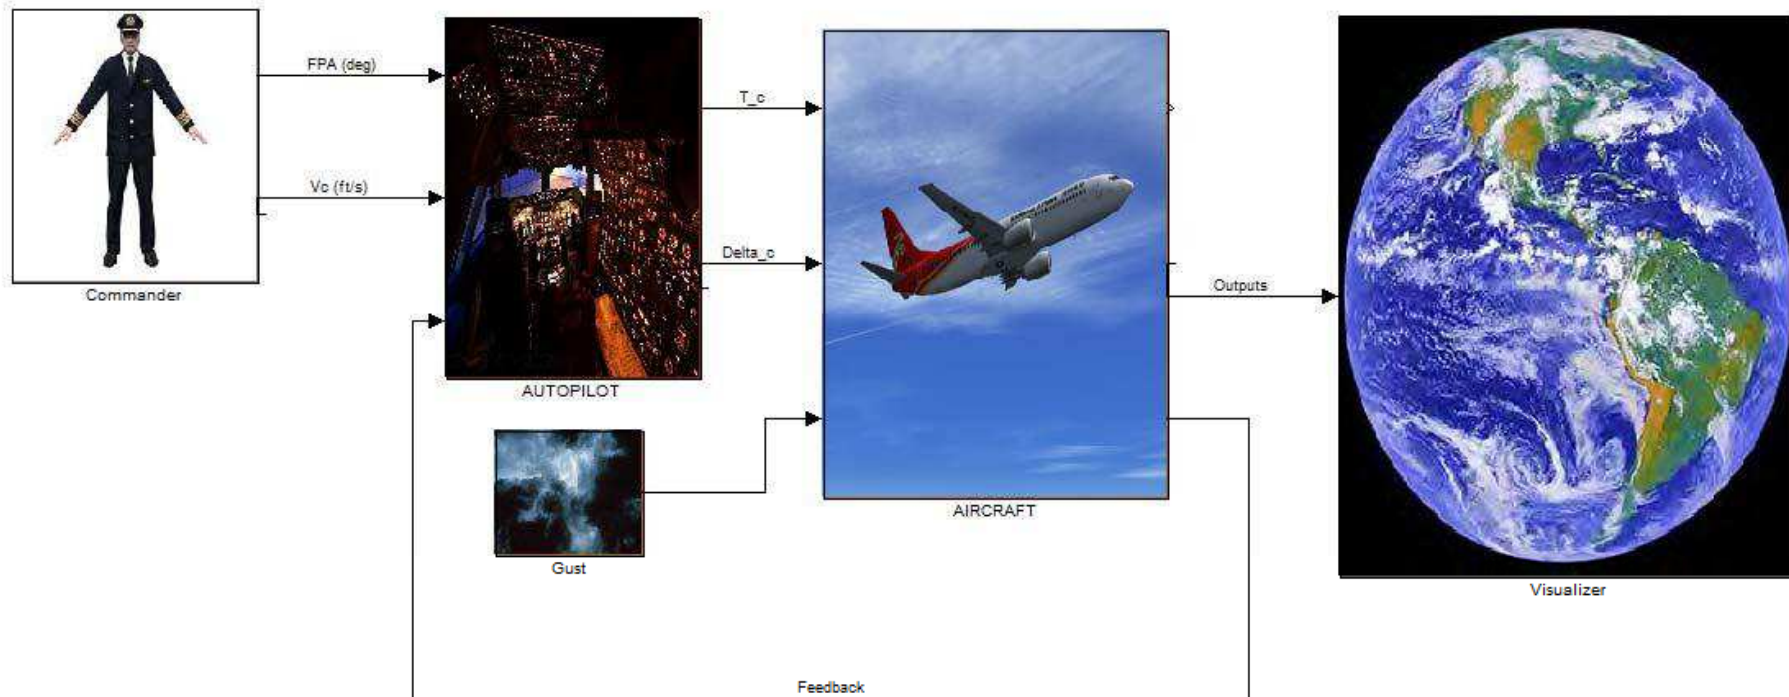 FPA (deg)
Vc (ft/s)
Commander
AUTOPILOT
T_c
Delta_c
Gust
AIRCRAFT
Outputs
Visualizer
Feedback